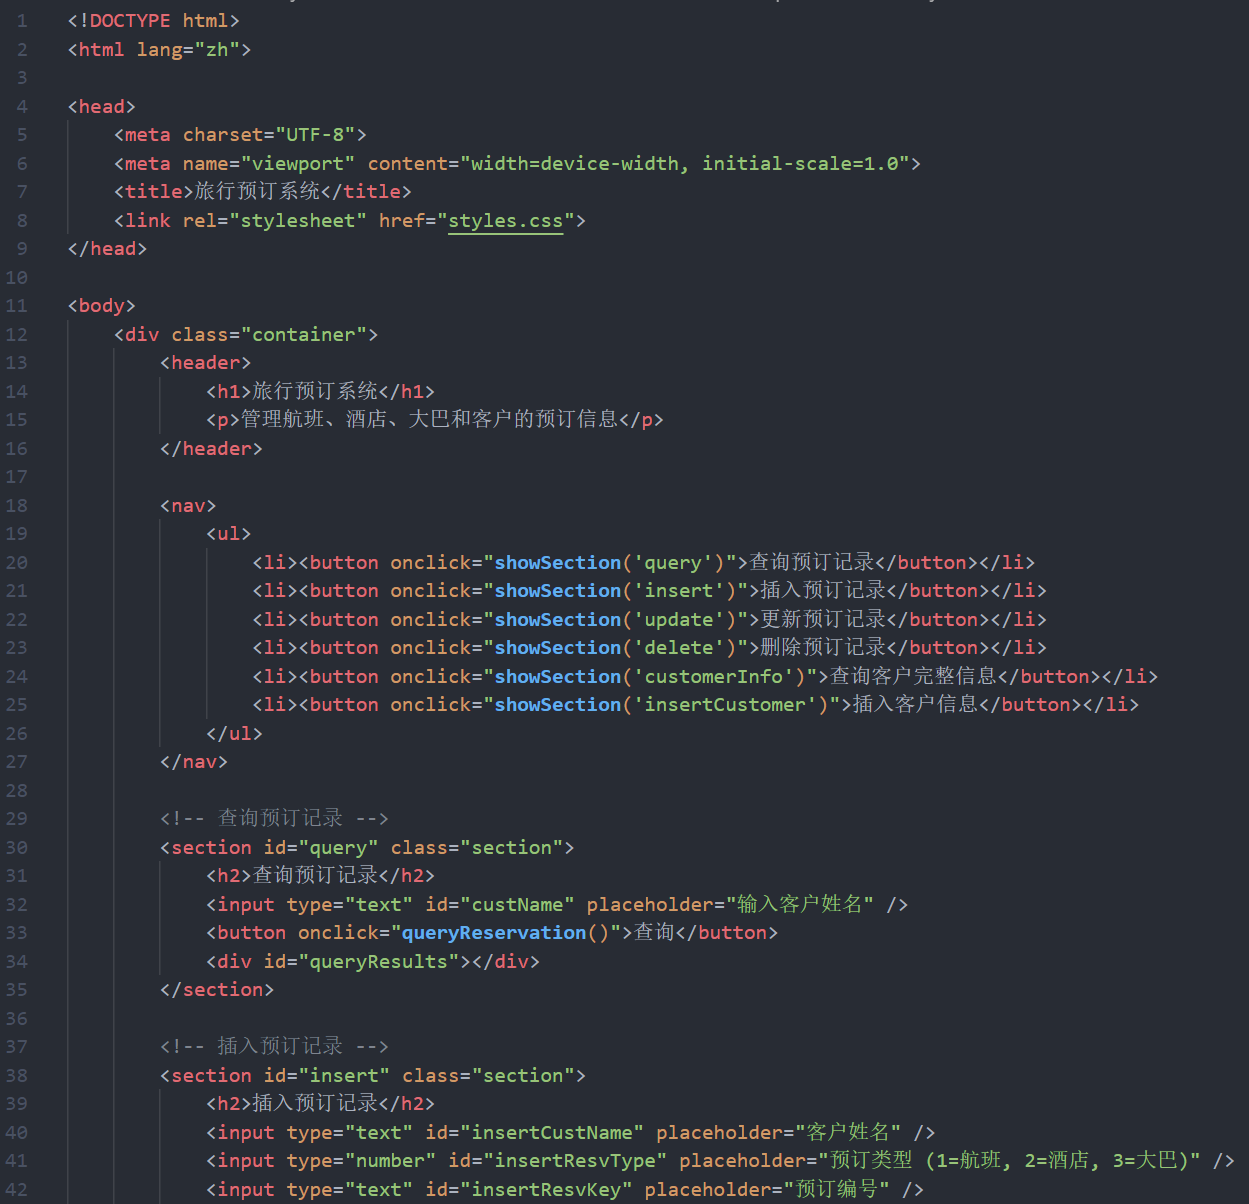 1 <!DOCTYPE html>
2 <html lang="zh">
3
4 <head>
5     <meta charset="UTF-8">
6     <meta name="viewport" content="width=device-width, initial-scale=1.0">
7     <title>旅行预订系统</title>
8     <link rel="stylesheet" href="styles.css">
9 </head>
10
11 <body>
12     <div class="container">
13         <header>
14             <h1>旅行预订系统</h1>
15             <p>管理航班、酒店、大巴和客户的预订信息</p>
16         </header>
17
18         <nav>
19             <ul>
20                 <li><button onclick="showSection('query')">查询预订记录</button></li>
21                 <li><button onclick="showSection('insert')">插入预订记录</button></li>
22                 <li><button onclick="showSection('update')">更新预订记录</button></li>
23                 <li><button onclick="showSection('delete')">删除预订记录</button></li>
24                 <li><button onclick="showSection('customerInfo')">查询客户完整信息</button></li>
25                 <li><button onclick="showSection('insertCustomer')">插入客户信息</button></li>
26             </ul>
27         </nav>
28
29         <!-- 查询预订记录 -->
30         <section id="query" class="section">
31             <h2>查询预订记录</h2>
32             <input type="text" id="custName" placeholder="输入客户姓名" />
33             <button onclick="queryReservation()">查询</button>
34             <div id="queryResults"></div>
35         </section>
36
37         <!-- 插入预订记录 -->
38         <section id="insert" class="section">
39             <h2>插入预订记录</h2>
40             <input type="text" id="insertCustName" placeholder="客户姓名" />
41             <input type="number" id="insertResvType" placeholder="预订类型 (1=航班, 2=酒店, 3=大巴)" />
42             <input type="text" id="insertResvKey" placeholder="预订编号" />